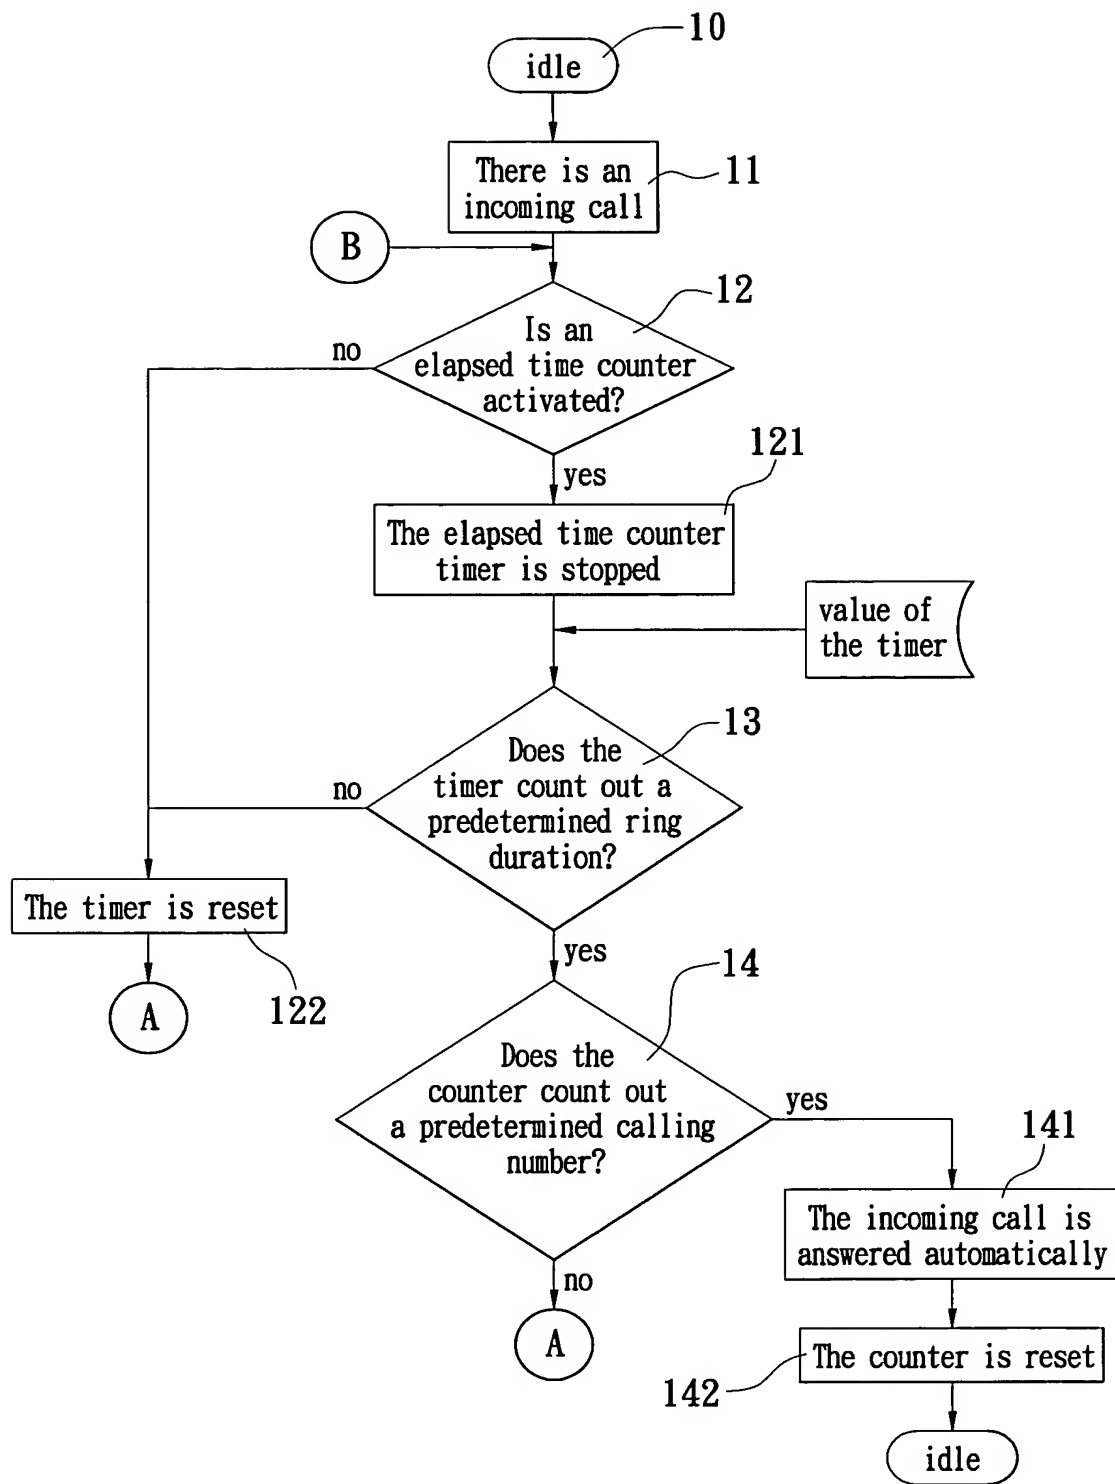 10
idle
There is an
incoming call
11
B
12
Is an
elapsed time counter
activated?
no
121
yes
The elapsed time counter
timer is stopped
value of
the timer
13
Does the
timer count out a
predetermined ring
duration?
no
The timer is reset
122
A
yes
14
Does the
counter count out
a predetermined calling
number?
yes
141
The incoming call is
answered automatically
no
A
The counter is reset
142
idle